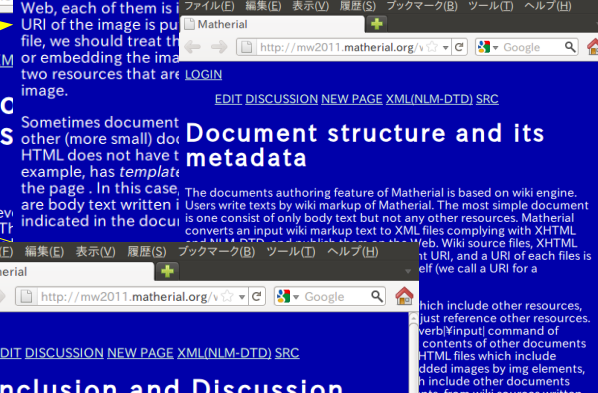 Web, each of them is i
URI of the image is pu
file, we should treat th
or embedding the ima
two resources that are
image.
Sometimes document
other (more small) doc
HTML does not have t
example, has template
the page . In this case,
are body text written i
indicated in the docur
ファイル(F) 編集(E) 表示(V) 履歴(S) ブックマーク(B) ツール(T) ヘルプ(H)
Matherial
http://mw2011.matherial.org/v
Google
LOGIN
EDIT DISCUSSION NEW PAGE XML(NLM-DTD) SRC
Document structure and its
metadata
The documents authoring feature of Matherial is based on wiki engine.
Users write texts by wiki markup of Matherial. The most simple document
is one consist of only body text but not any other resources. Matherial
converts an input wiki markup text to XML files complying with XHTML
and NLM-DTD, and publish them on the Web. Wiki source files, XHTML
nt URI, and a URI of each files is
elf (we call a URI for a
hich include other resources,
just reference other resources.
verb|¥input| command of
contents of other documents
HTML files which include
dded images by img elements,
h include other documents
(F) 編集(E) 表示(V) 履歴(S) ブックマーク(B) ツール(T) ヘルプ(H)
erial
http://mw2011.matherial.org/v
Google
DIT DISCUSSION NEW PAGE XML(NLM-DTD) SRC
nclusion and Discussion